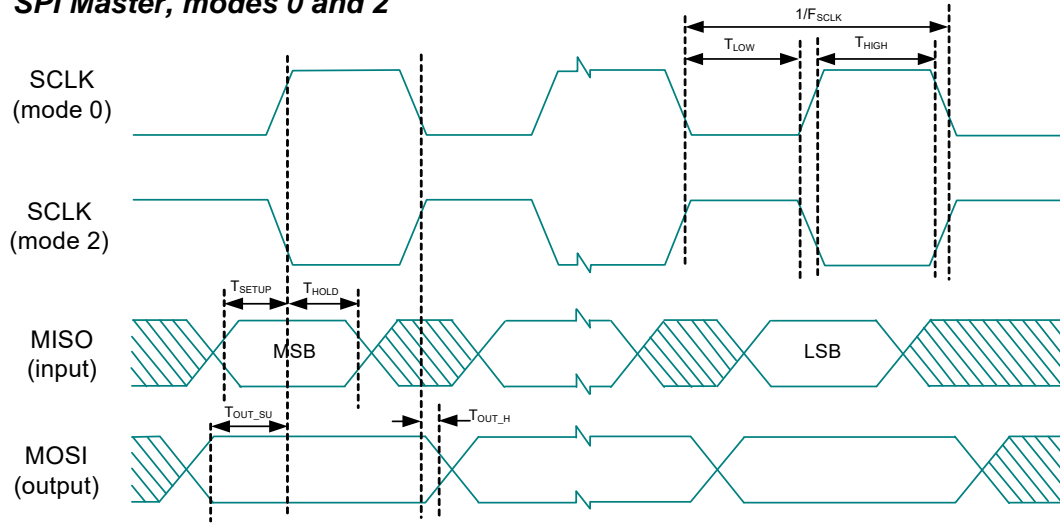 SPI Master, modes 0 and 2
1/FSCLK
TLOW
THIGH
SCLK
(mode 0)
SCLK
(mode 2)
TSETUP
THOLD
MISO
(input)
MSB
LSB
TOUT_SU
TOUT_H
MOSI
(output)